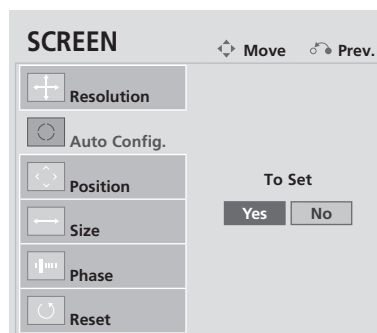 SCREEN
Move Prev.
Resolution
Auto Config.
Position
Size
Phase
Reset
To Set
Yes No